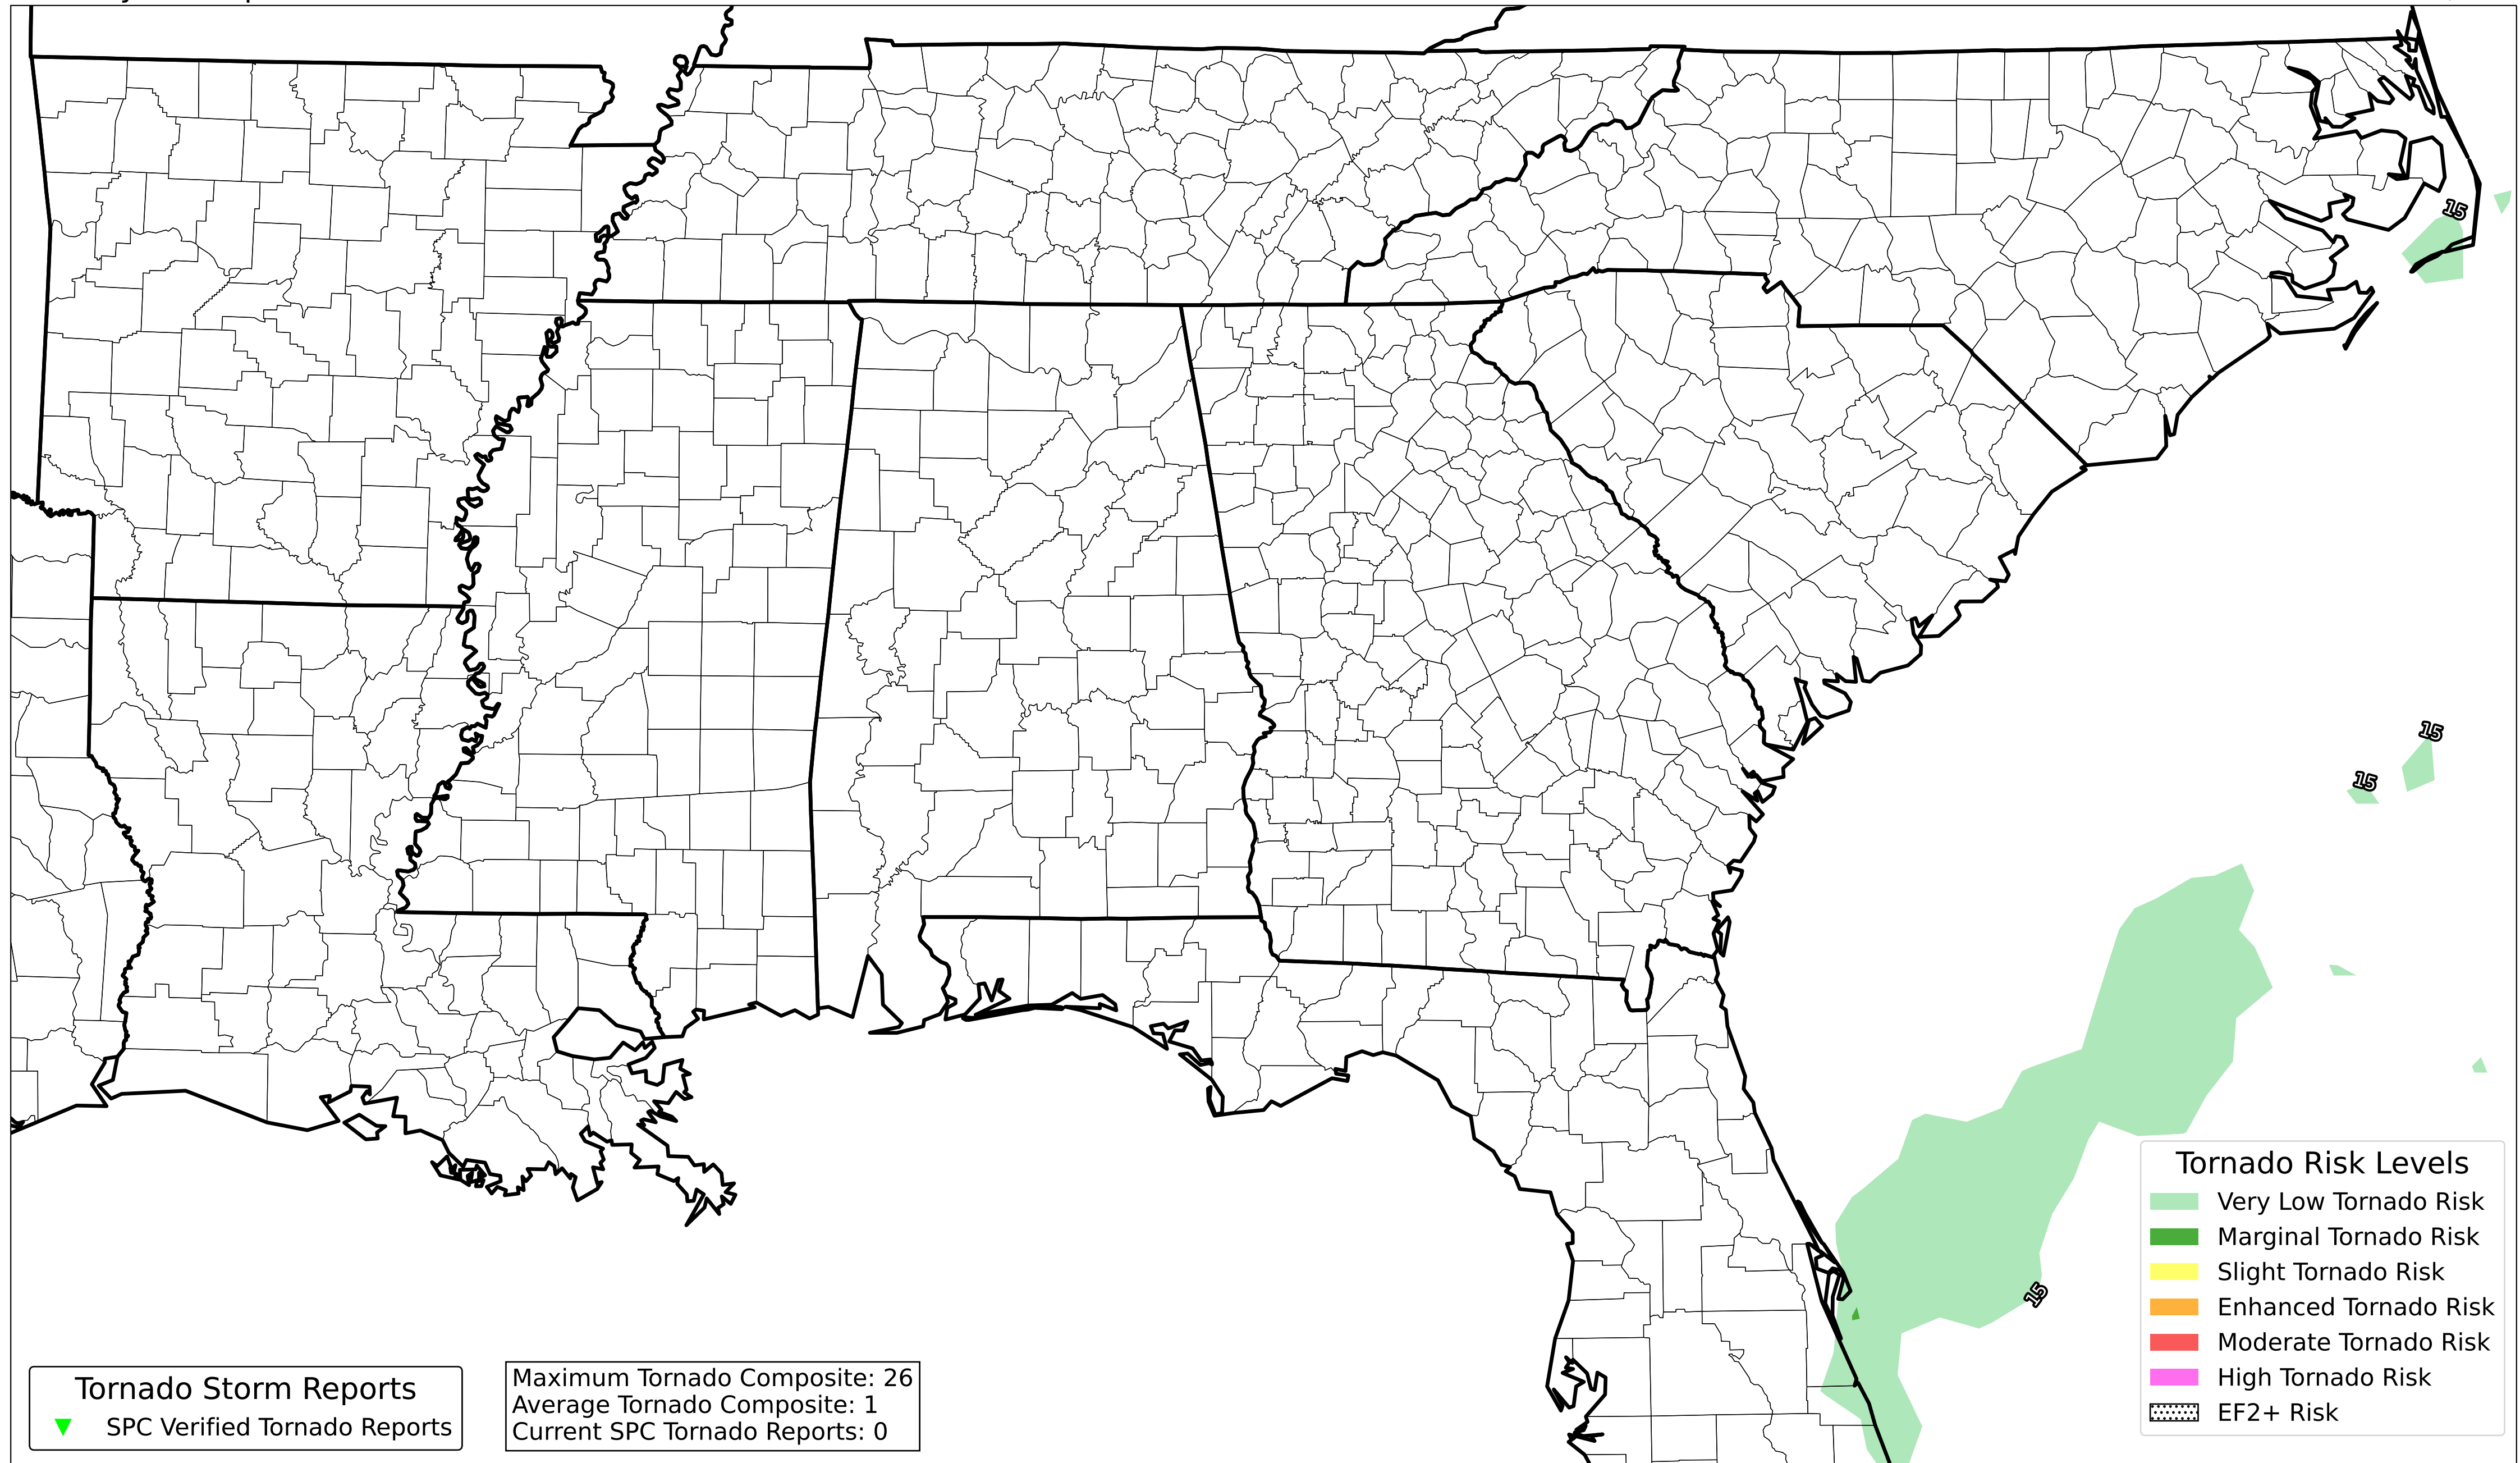 15
15
15
15
Tornado Risk Levels
Very Low Tornado Risk
Marginal Tornado Risk
Slight Tornado Risk
Enhanced Tornado Risk
Moderate Tornado Risk
High Tornado Risk
EF2+ Risk
Tornado Storm Reports
SPC Verified Tornado Reports
Maximum Tornado Composite: 26
Average Tornado Composite: 1
Current SPC Tornado Reports: 0